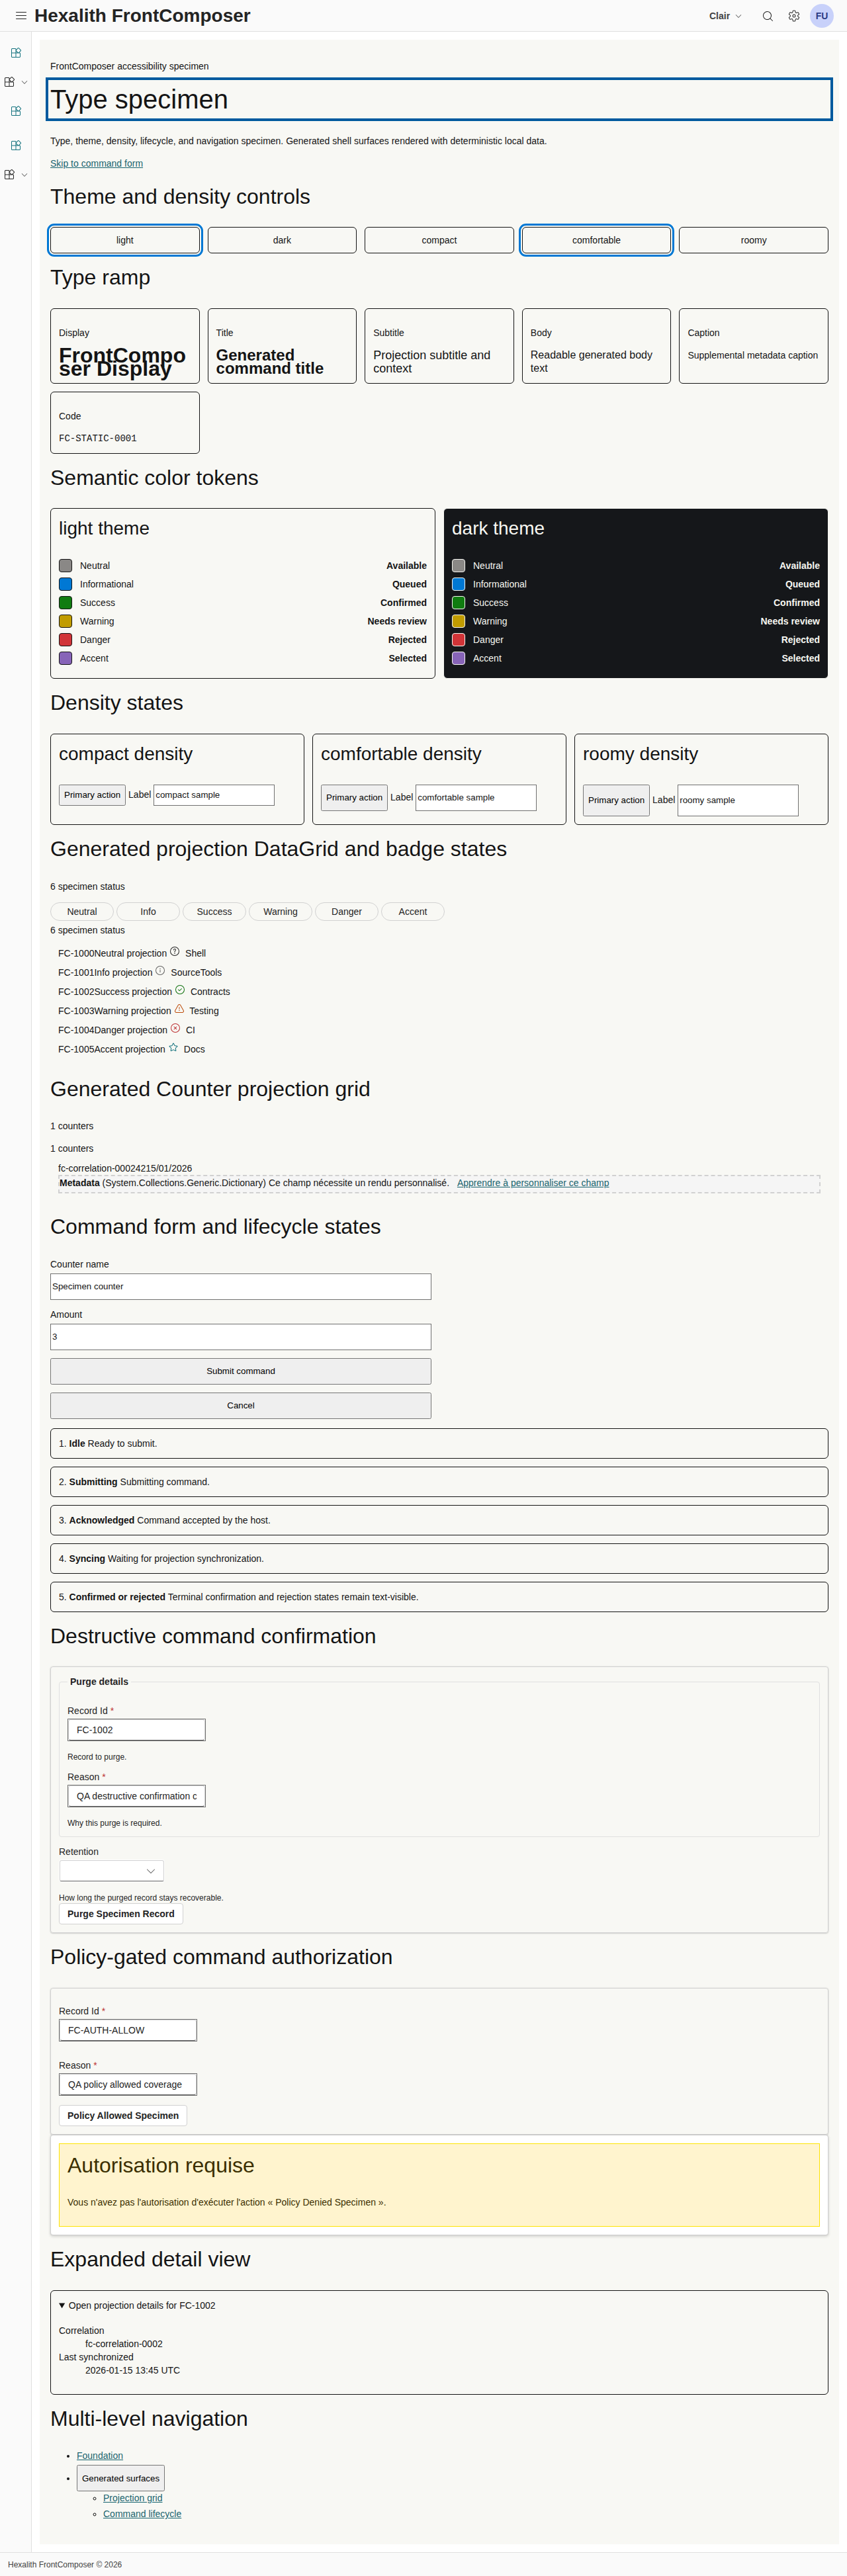 Hexalith FrontComposer
Clair
FU
FrontComposer accessibility specimen
Type specimen
Type, theme, density, lifecycle, and navigation specimen. Generated shell surfaces rendered with deterministic local data.
Skip to command form
Theme and density controls
light
dark
compact
comfortable
roomy
Type ramp
Display
FrontCompo
ser Display
Title
Generated
command title
Subtitle
Projection subtitle and
context
Body
Readable generated body
text
Caption
Supplemental metadata caption
Code
FC-STATIC-0001
Semantic color tokens
light theme
Neutral Available
Informational Queued
Success Confirmed
Warning Needs review
Danger Rejected
Accent Selected
dark theme
Neutral Available
Informational Queued
Success Confirmed
Warning Needs review
Danger Rejected
Accent Selected
Density states
compact density
Primary action Label compact sample
comfortable density
Primary action Label comfortable sample
roomy density
Primary action Label roomy sample
Generated projection DataGrid and badge states
6 specimen status
Neutral Info Success Warning Danger Accent
6 specimen status
FC-1000Neutral projection Shell
FC-1001Info projection SourceTools
FC-1002Success projection Contracts
FC-1003Warning projection Testing
FC-1004Danger projection CI
FC-1005Accent projection Docs
Generated Counter projection grid
1 counters
1 counters
fc-correlation-00024215/01/2026
Metadata (System.Collections.Generic.Dictionary) Ce champ nécessite un rendu personnalisé. Apprendre à personnaliser ce champ
Command form and lifecycle states
Counter name
Specimen counter
Amount
3
Submit command
Cancel
1. Idle Ready to submit.
2. Submitting Submitting command.
3. Acknowledged Command accepted by the host.
4. Syncing Waiting for projection synchronization.
5. Confirmed or rejected Terminal confirmation and rejection states remain text-visible.
Destructive command confirmation
Purge details
Record Id *
FC-1002
Record to purge.
Reason *
QA destructive confirmation c
Why this purge is required.
Retention
How long the purged record stays recoverable.
Purge Specimen Record
Policy-gated command authorization
Record Id *
FC-AUTH-ALLOW
Reason *
QA policy allowed coverage
Policy Allowed Specimen
Autorisation requise
Vous n'avez pas l'autorisation d'exécuter l'action « Policy Denied Specimen ».
Expanded detail view
Open projection details for FC-1002
Correlation
fc-correlation-0002
Last synchronized
2026-01-15 13:45 UTC
Multi-level navigation
Foundation
Generated surfaces
Projection grid
Command lifecycle
Hexalith FrontComposer © 2026